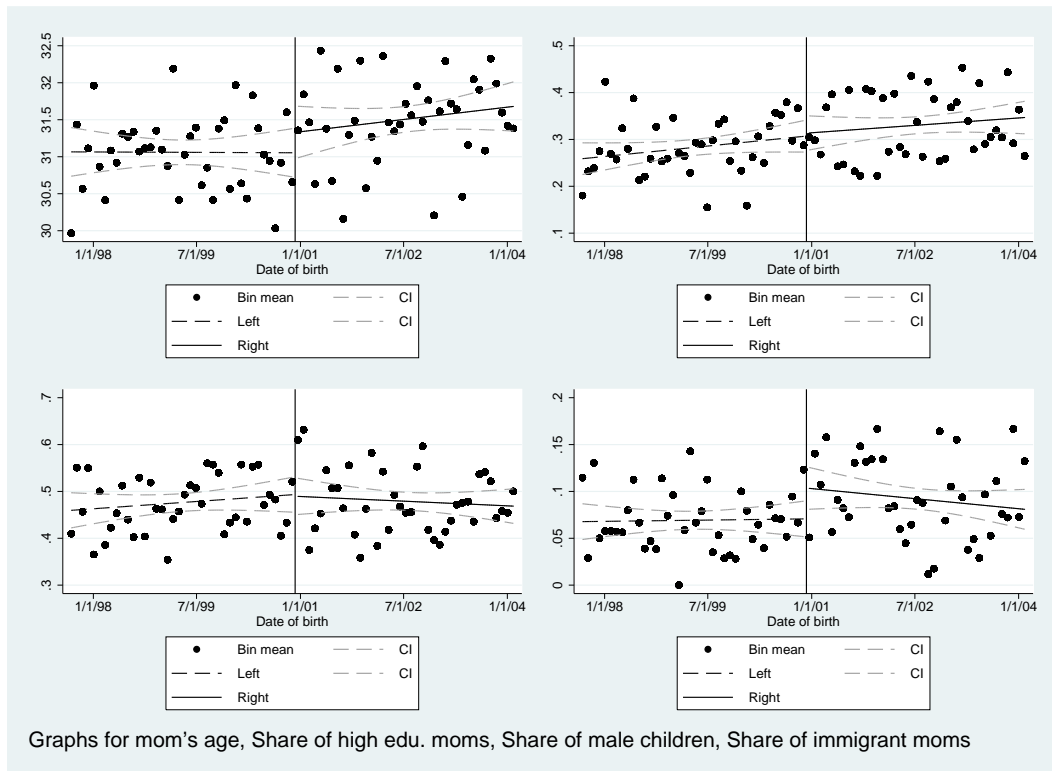 32.5
32
31.5
31
30.5
30
1/1/98 7/1/99 1/1/01 7/1/02 1/1/04
Date of birth
Bin mean CI
Left CI
Right
.5
.4
.3
.2
.1
1/1/98 7/1/99 1/1/01 7/1/02 1/1/04
Date of birth
Bin mean CI
Left CI
Right
.7
.6
.5
.4
.3
1/1/98 7/1/99 1/1/01 7/1/02 1/1/04
Date of birth
Bin mean CI
Left CI
Right
.2
.15
.1
.05
0
1/1/98 7/1/99 1/1/01 7/1/02 1/1/04
Date of birth
Bin mean CI
Left CI
Right
Graphs for mom's age, Share of high edu. moms, Share of male children, Share of immigrant moms